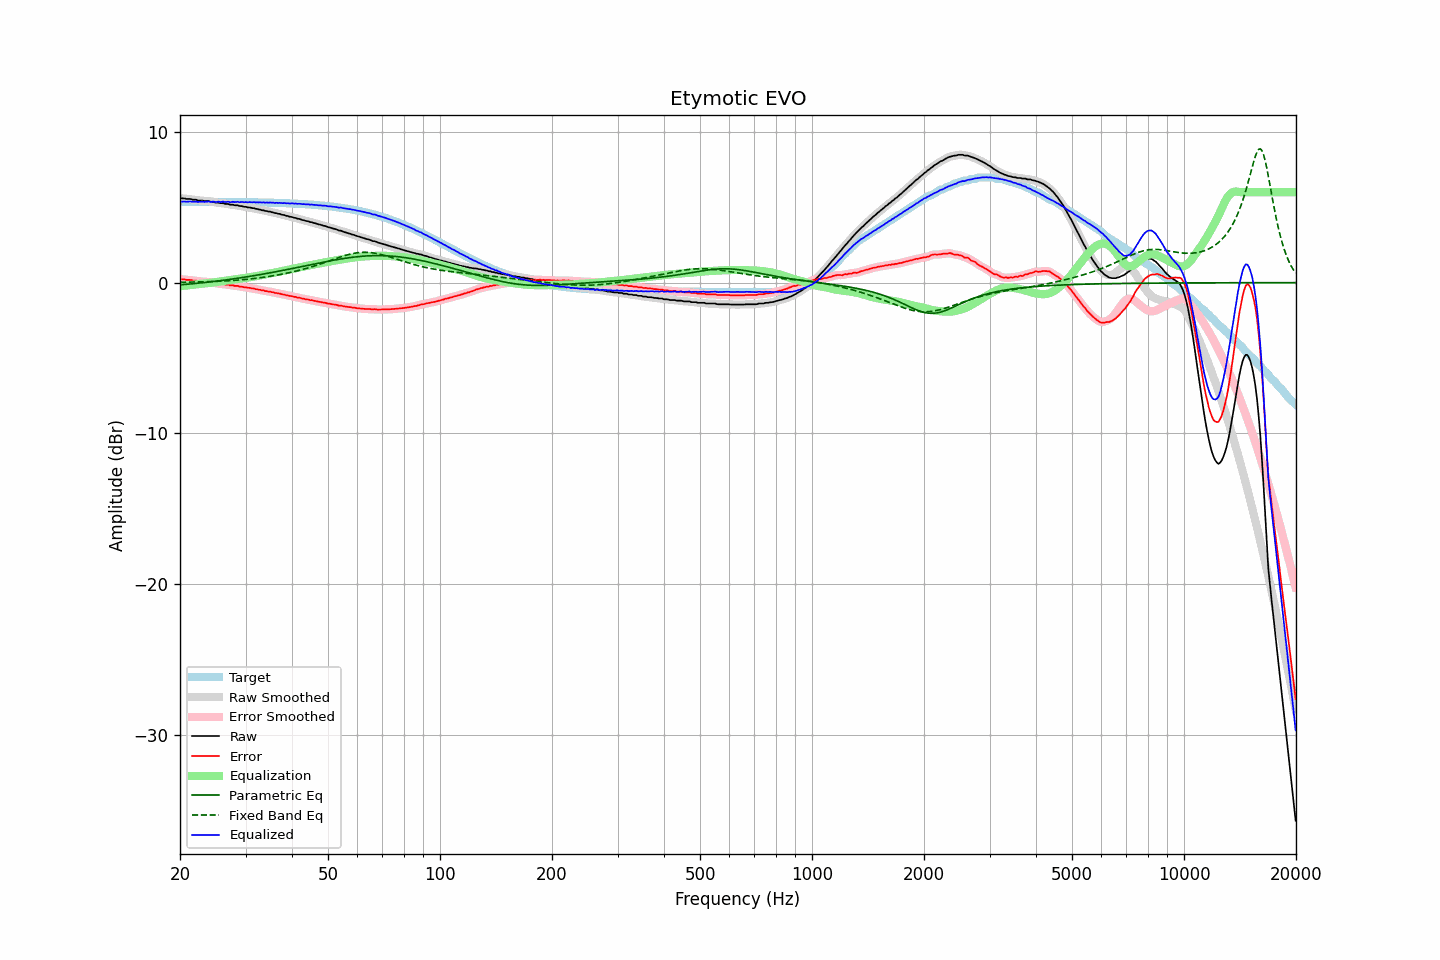 Etymotic EVO
10
0
−10
−20
−30
Amplitude (dBr)
Target
Raw Smoothed
Error Smoothed
Raw
Error
Equalization
Parametric Eq
Fixed Band Eq
Equalized
20 50 100 200 500 1000 2000 5000 10000 20000
Frequency (Hz)